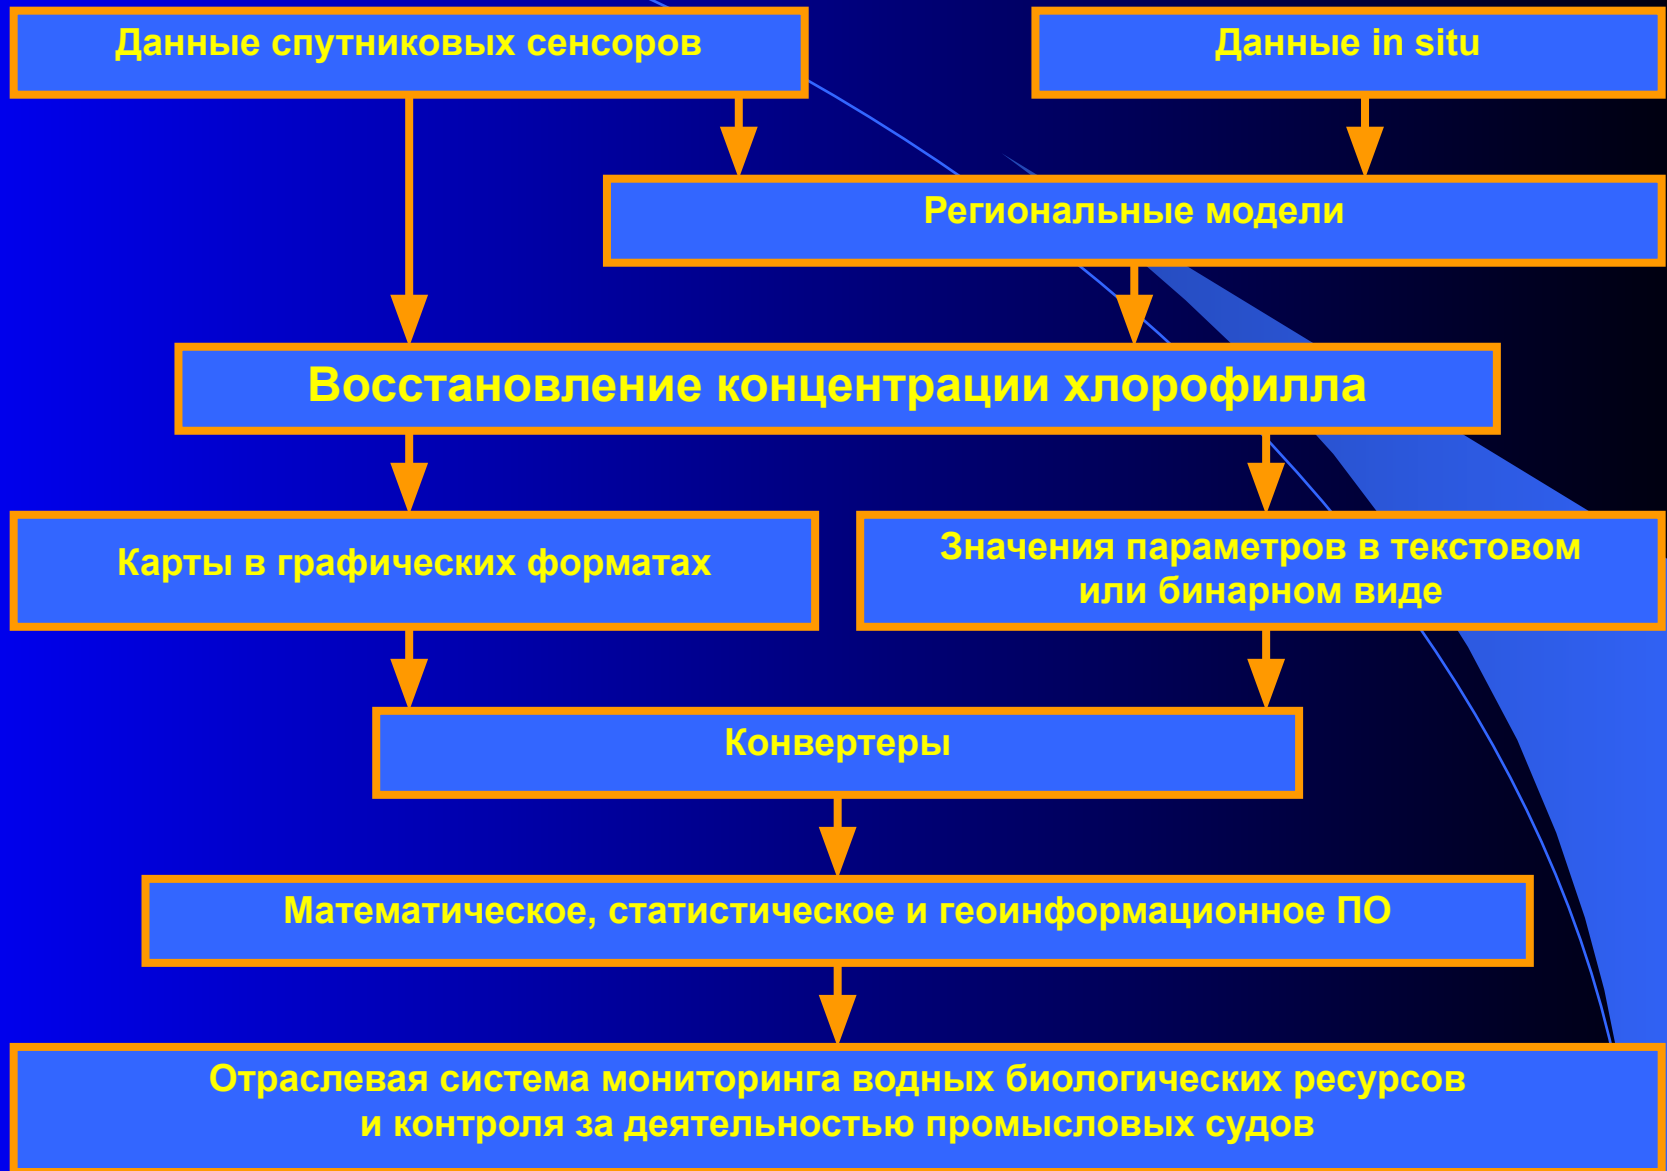 Данные спутниковых сенсоров
Данные in situ
Региональные модели
Восстановление концентрации хлорофилла
Карты в графических форматах
Значения параметров в текстовом
или бинарном виде
Конвертеры
Математическое, статистическое и геоинформационное ПО
Отраслевая система мониторинга водных биологических ресурсов
и контроля за деятельностью промысловых судов